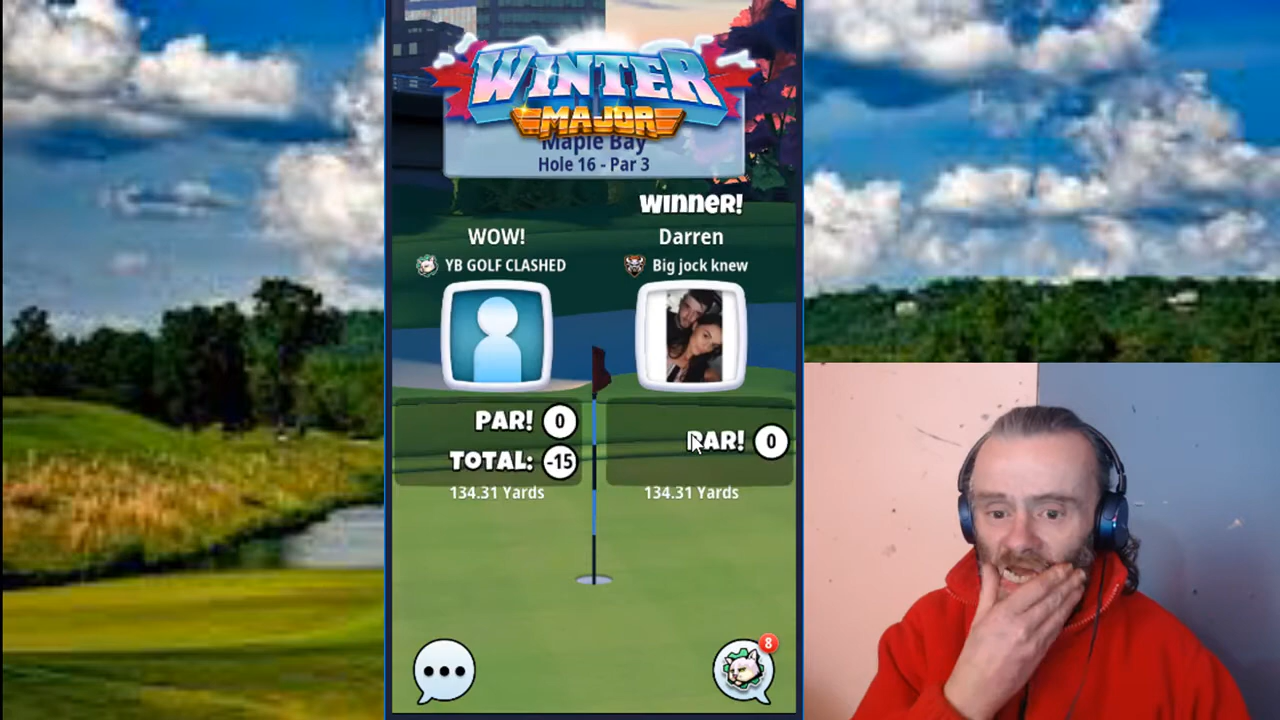 WINTER
MAJOR
Maple Bay
Hole 16 - Par 3
WINNER!
WOW!
Darren
YB GOLF CLASHED
Big jock knew
PAR! 0
PAR! 0
TOTAL: -15
134.31 Yards
134.31 Yards
8